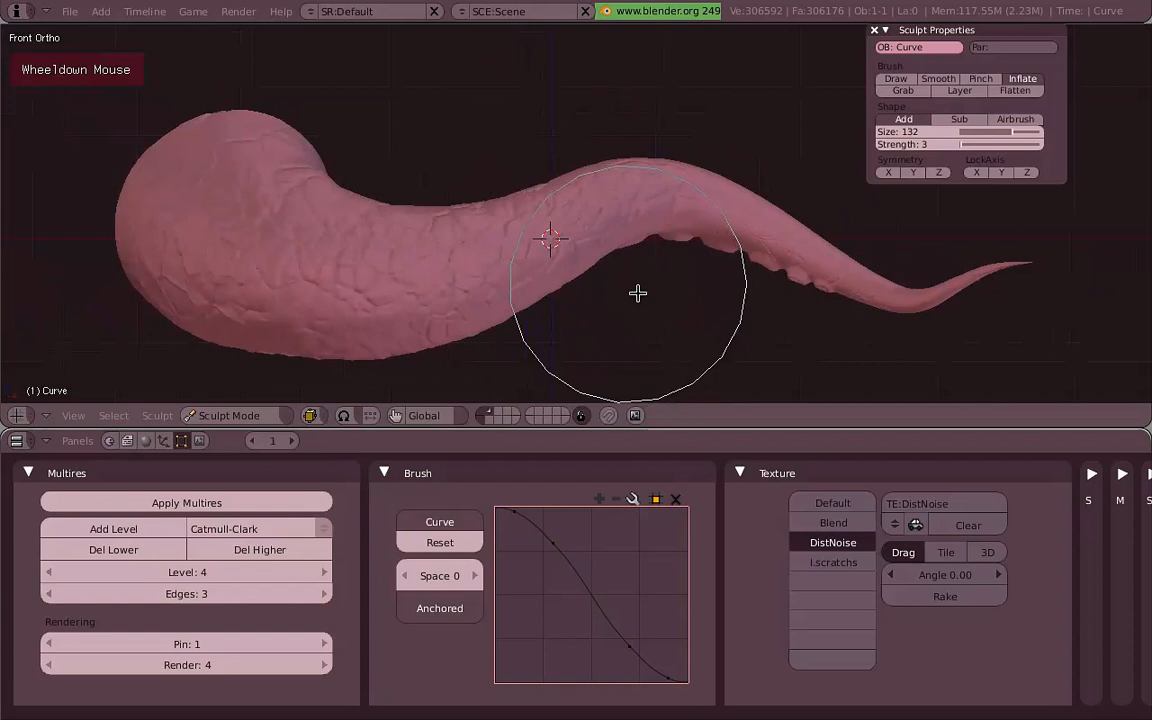 File Add Timeline Game Render Help SR:Default SCE:Scene www.blender.org 249 Ve:306592 | Fa:306176 | Ob:1-1 | La:0 | Mem:117.55M (2.23M) | Time: | Curve
Front Ortho
Wheeldown Mouse
Sculpt Properties
OB: Curve Par:
Brush
Draw Smooth Pinch Inflate
Grab Layer Flatten
Shape
Add Sub Airbrush
Size: 132
Strength: 3
Symmetry LockAxis
X Y Z X Y Z
(1) Curve
View Select Sculpt Sculpt Mode Global
Panels 1
Multires
Apply Multires
Add Level Catmull-Clark
Del Lower Del Higher
Level: 4
Edges: 3
Rendering
Pin: 1
Render: 4
Brush
Curve
Reset
Space 0
Anchored
Texture
Default
Blend
DistNoise
I.scratchs
TE:DistNoise
Clear
Drag Tile 3D
Angle 0.00
Rake
S
M